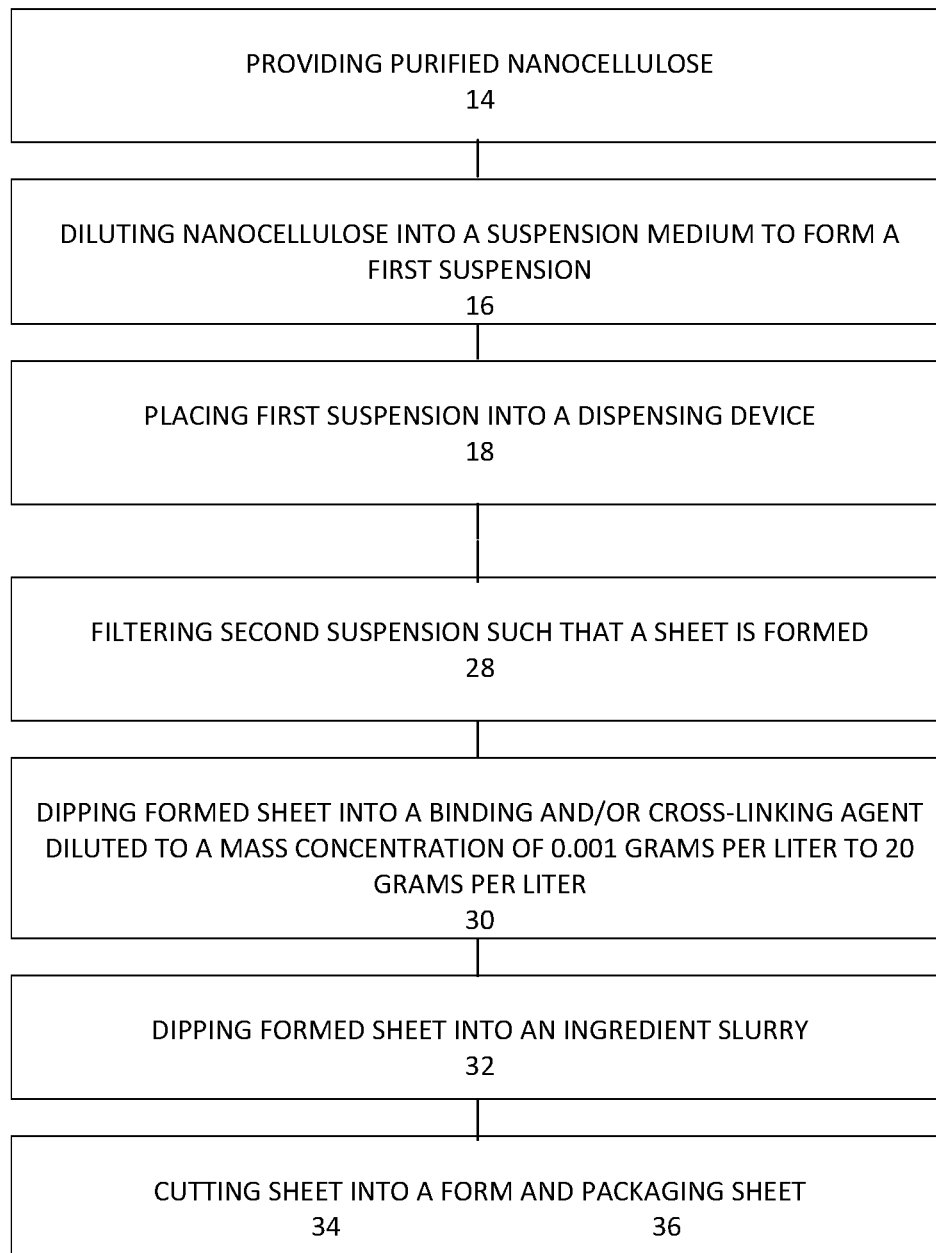 PROVIDING PURIFIED NANOCELLULOSE
14
DILUTING NANOCELLULOSE INTO A SUSPENSION MEDIUM TO FORM A
FIRST SUSPENSION
16
PLACING FIRST SUSPENSION INTO A DISPENSING DEVICE
18
FILTERING SECOND SUSPENSION SUCH THAT A SHEET IS FORMED
28
DIPPING FORMED SHEET INTO A BINDING AND/OR CROSS-LINKING AGENT
DILUTED TO A MASS CONCENTRATION OF 0.001 GRAMS PER LITER TO 20
GRAMS PER LITER
30
DIPPING FORMED SHEET INTO AN INGREDIENT SLURRY
32
CUTTING SHEET INTO A FORM AND PACKAGING SHEET
34 36